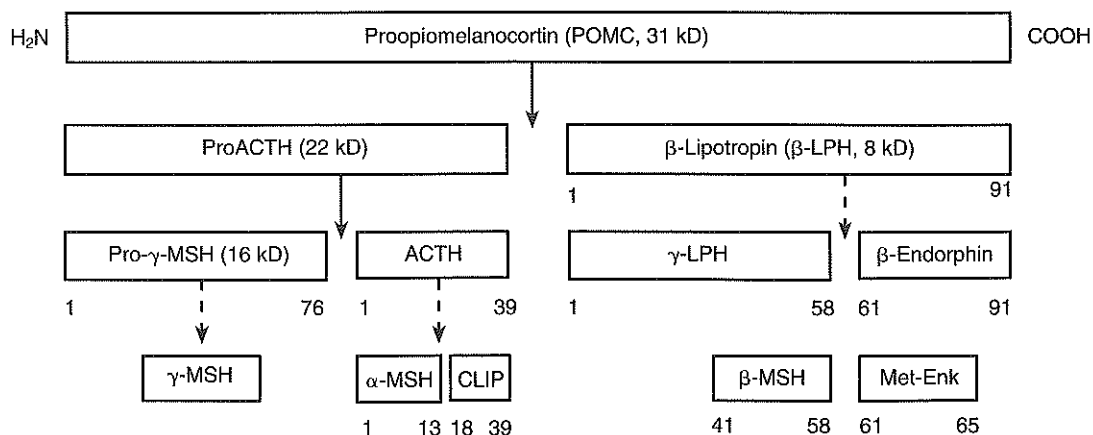 H₂N Proopiomelanocortin (POMC, 31 kD) COOH
ProACTH (22 kD) β-Lipotropin (β-LPH, 8 kD)
1 91
Pro-γ-MSH (16 kD) ACTH γ-LPH β-Endorphin
1 76 1 39 1 58 61 91
γ-MSH α-MSH CLIP β-MSH Met-Enk
1 13 18 39 41 58 61 65